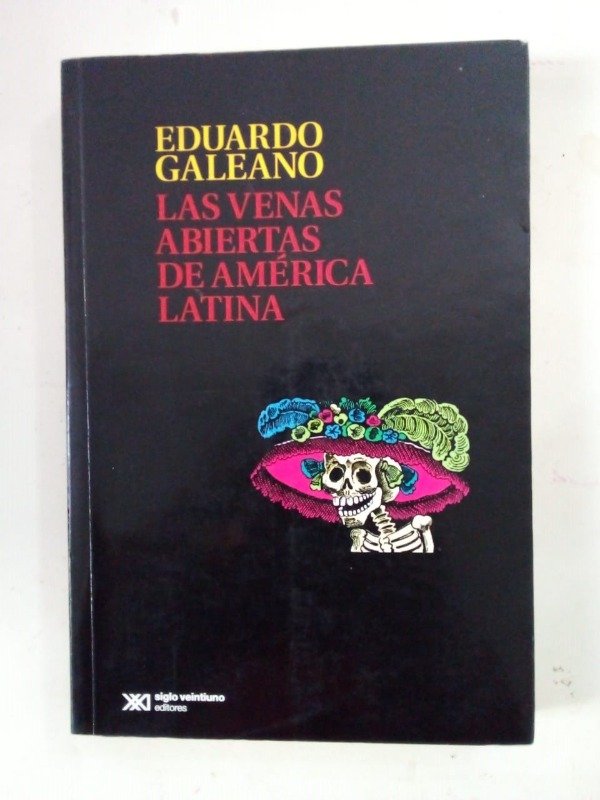 EDUARDO
GALEANO
LAS VENAS
ABIERTAS
DE AMÉRICA
LATINA
siglo veintiuno
editores